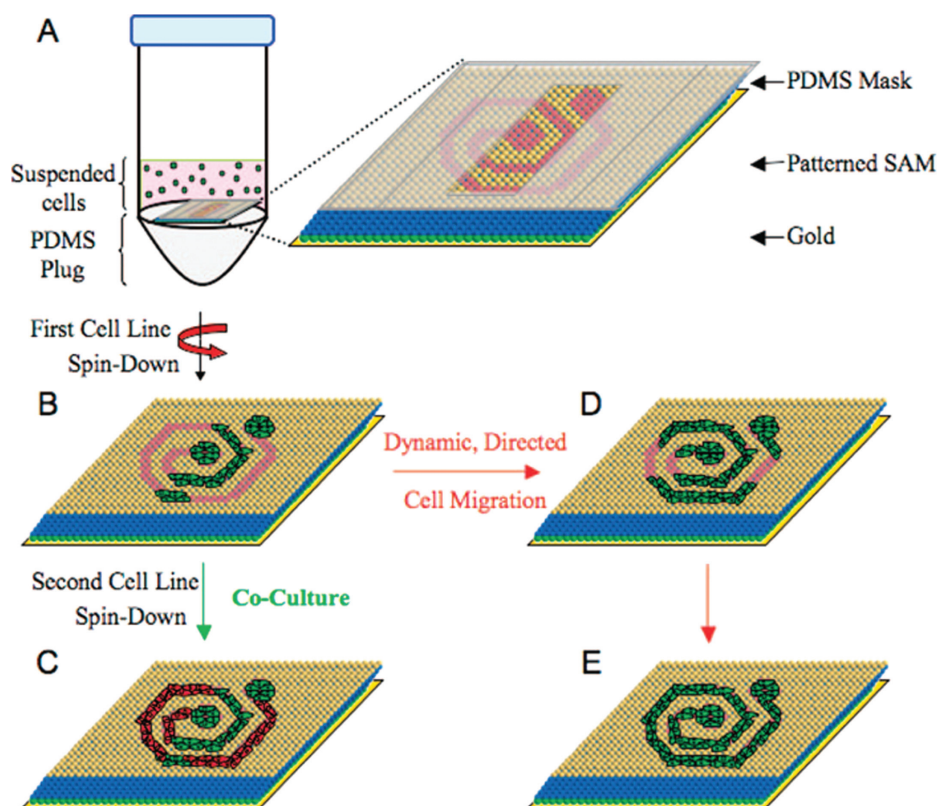 A
PDMS Mask
Patterned SAM
Gold
Suspended
cells
PDMS
Plug
First Cell Line
Spin-Down
B
Dynamic, Directed
Cell Migration
D
Second Cell Line
Spin-Down
Co-Culture
C
E